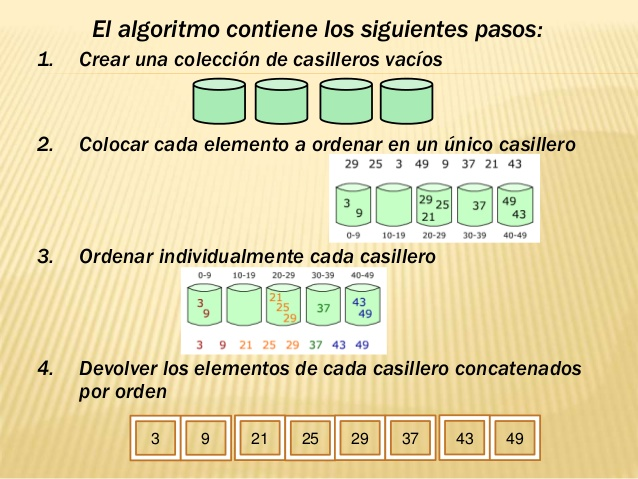 El algoritmo contiene los siguientes pasos:
1. Crear una colección de casilleros vacíos
2. Colocar cada elemento a ordenar en un único casillero
29 25 3 49 9 37 21 43
3 9 29 25 21 37 49 43
0-9 10-19 20-29 30-39 40-49
3. Ordenar individualmente cada casillero
0-9 10-19 20-29 30-39 40-49
3 9 21 25 29 37 43 49
3 9 21 25 29 37 43 49
4. Devolver los elementos de cada casillero concatenados
por orden
3 9 21 25 29 37 43 49